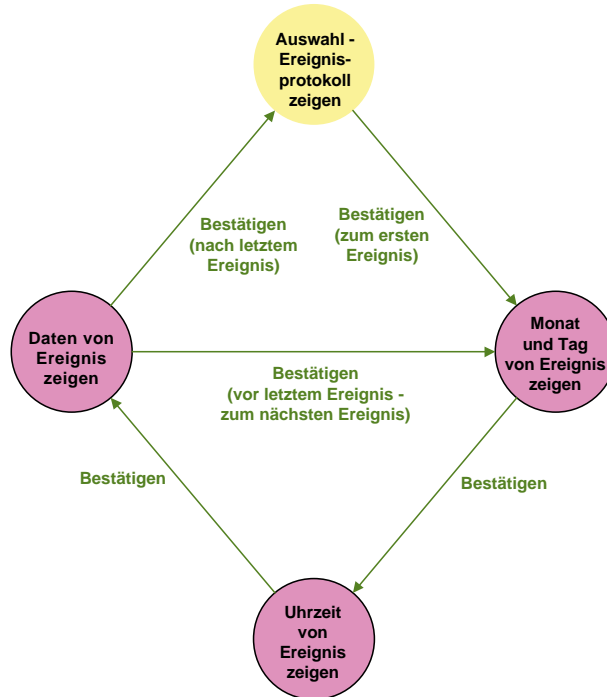 Auswahl -
Ereignis-
protokoll
zeigen
Bestätigen
(nach letztem
Ereignis)
Bestätigen
(zum ersten
Ereignis)
Daten von
Ereignis
zeigen
Monat
und Tag
von Ereignis
zeigen
Bestätigen
(vor letztem Ereignis -
zum nächsten Ereignis)
Bestätigen
Bestätigen
Uhrzeit
von
Ereignis
zeigen